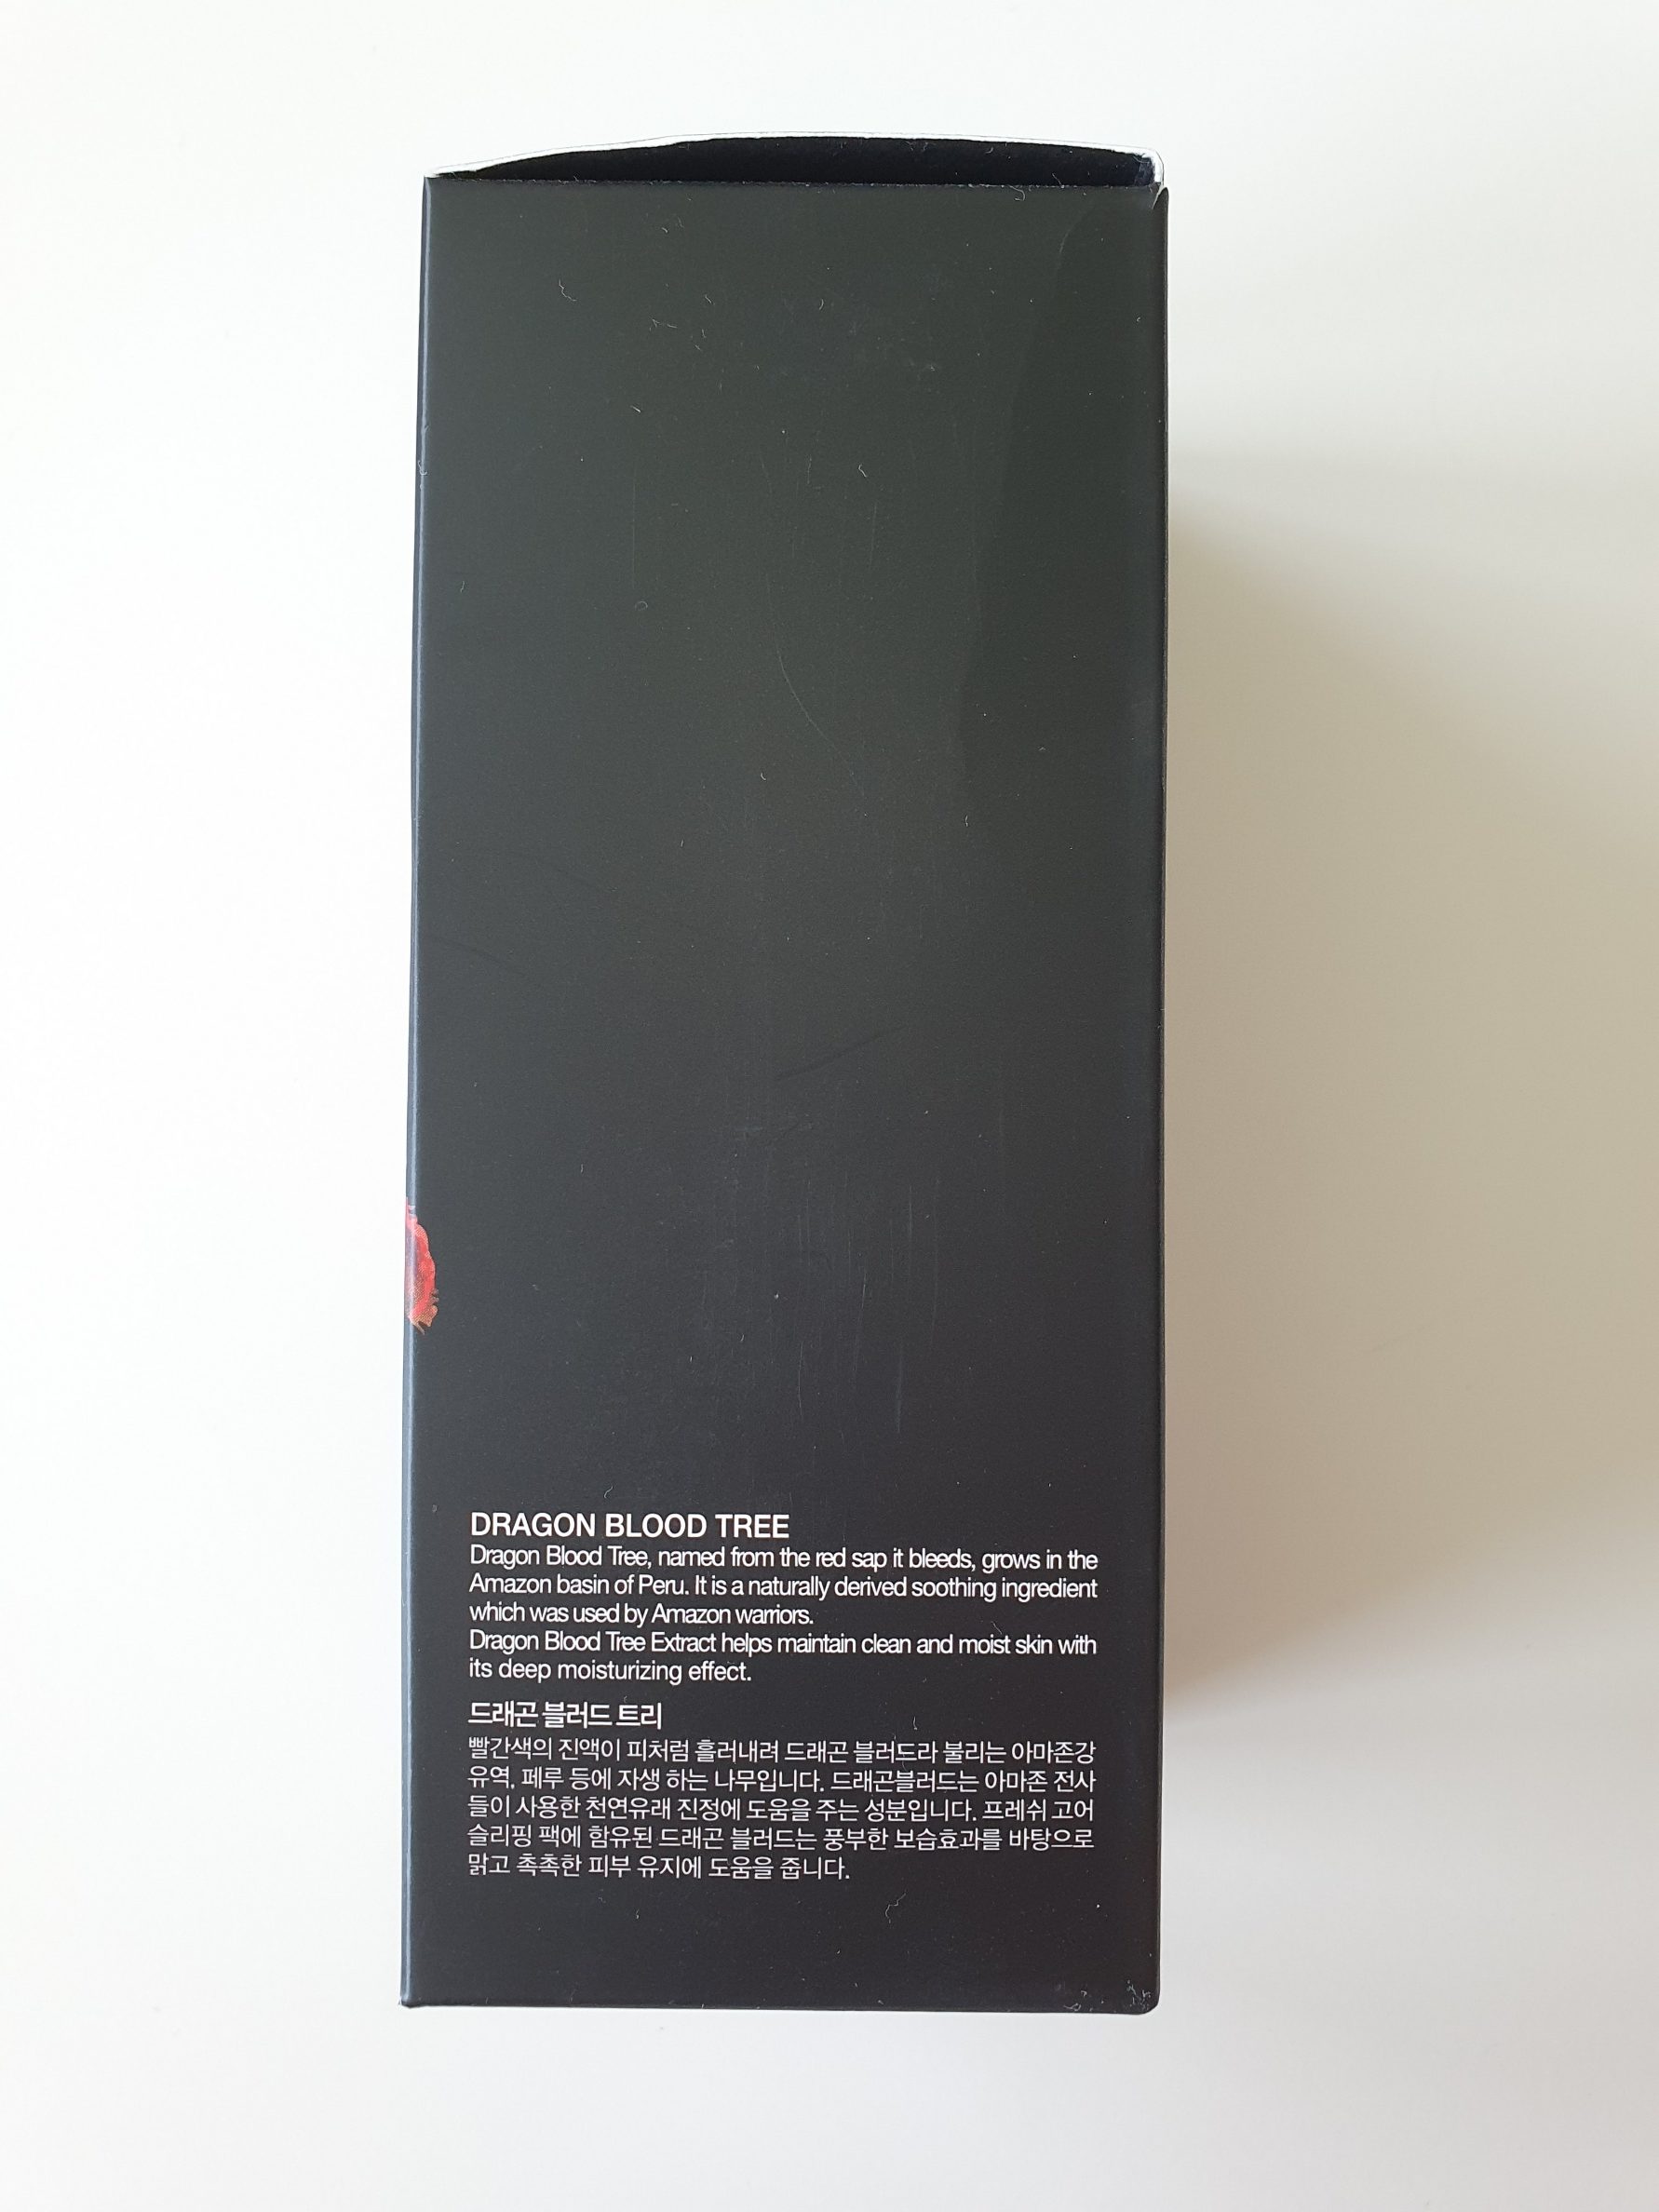 DRAGON BLOOD TREE
Dragon Blood Tree, named from the red sap it bleeds, grows in the
Amazon basin of Peru. It is a naturally derived soothing ingredient
which was used by Amazon warriors.
Dragon Blood Tree Extract helps maintain clean and moist skin with
its deep moisturizing effect.
드래곤 블러드 트리
빨간색의 진액이 피처럼 흘러내려 드래곤 블러드라 불리는 아마존강
유역, 페루 등에 자생 하는 나무입니다. 드래곤블러드는 아마존 전사
들이 사용한 천연유래 진정에 도움을 주는 성분입니다. 프레쉬 고어
슬리핑 팩에 함유된 드래곤 블러드는 풍부한 보습효과를 바탕으로
맑고 촉촉한 피부 유지에 도움을 줍니다.